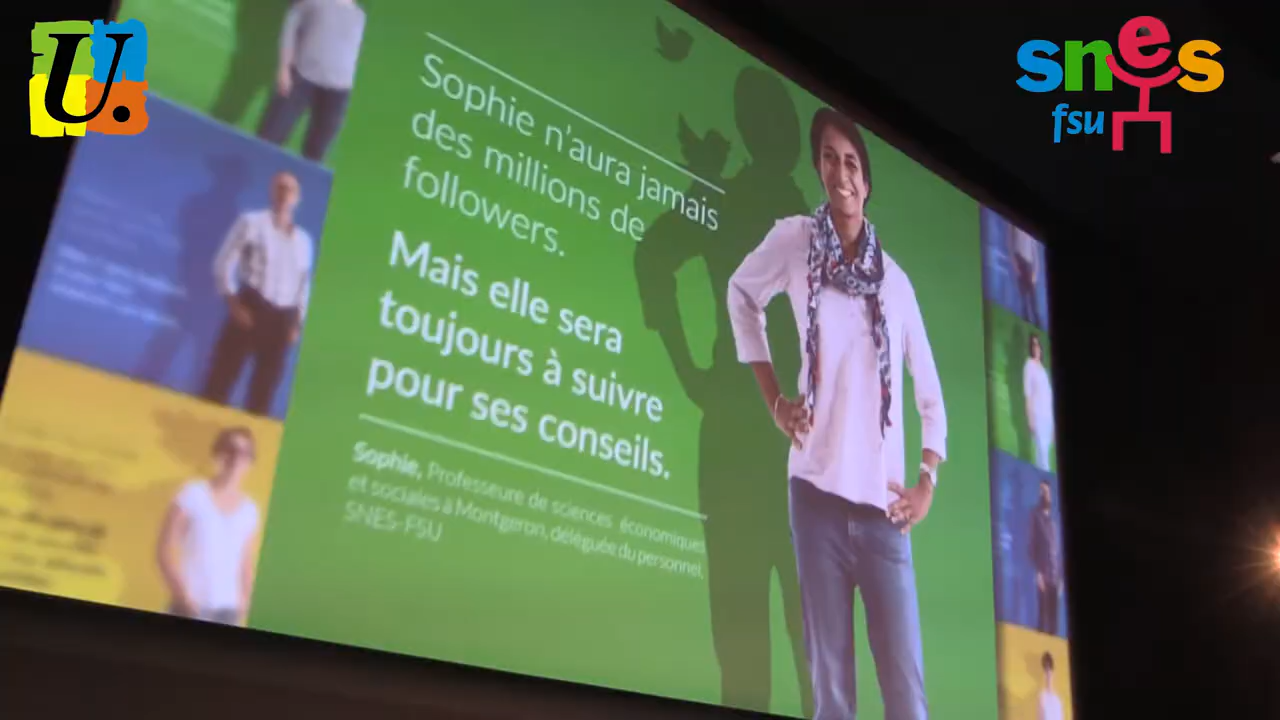 U.
snes
fsu
Sophie n'aura jamais
des millions de
followers.
Mais elle sera
toujours à suivre
pour ses conseils.
Sophie, Professeure de sciences économiques
et sociales à Montgeron, déléguée du personnel,
SNES-FSU